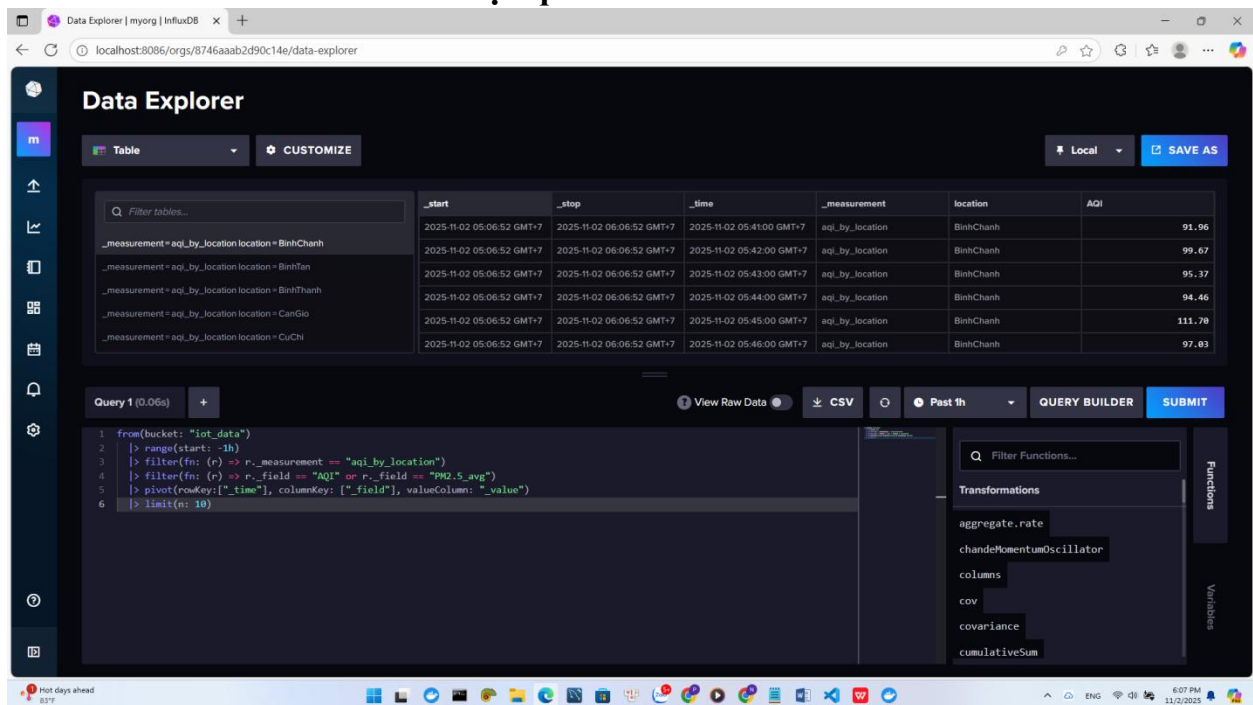 Data Explorer | myorg | InfluxDB
localhost:8086/orgs/8746aaab2d90c14e/data-explorer
Data Explorer
m
Table
CUSTOMIZE
Local
SAVE AS
Filter tables...
_measurement=aqi_by_location location=BinhChanh
_measurement=aqi_by_location location=BinhTan
_measurement=aqi_by_location location=BinhThanh
_measurement=aqi_by_location location=CanGio
_measurement=aqi_by_location location=CuChi
_start _stop _time _measurement location AQI
2025-11-02 05:06:52 GMT+7 2025-11-02 06:06:52 GMT+7 2025-11-02 05:41:00 GMT+7 aqi_by_location BinhChanh 91.96
2025-11-02 05:06:52 GMT+7 2025-11-02 06:06:52 GMT+7 2025-11-02 05:42:00 GMT+7 aqi_by_location BinhChanh 99.67
2025-11-02 05:06:52 GMT+7 2025-11-02 06:06:52 GMT+7 2025-11-02 05:43:00 GMT+7 aqi_by_location BinhChanh 95.37
2025-11-02 05:06:52 GMT+7 2025-11-02 06:06:52 GMT+7 2025-11-02 05:44:00 GMT+7 aqi_by_location BinhChanh 94.46
2025-11-02 05:06:52 GMT+7 2025-11-02 06:06:52 GMT+7 2025-11-02 05:45:00 GMT+7 aqi_by_location BinhChanh 111.70
2025-11-02 05:06:52 GMT+7 2025-11-02 06:06:52 GMT+7 2025-11-02 05:46:00 GMT+7 aqi_by_location BinhChanh 97.03
Query 1 (0.06s) +
View Raw Data
CSV
Past 1h
QUERY BUILDER
SUBMIT
1 from(bucket: "iot_data")
2 |> range(start: -1h)
3 |> filter(fn: (r) => r._measurement == "aqi_by_location")
4 |> filter(fn: (r) => r._field == "AQI" or r._field == "PM2.5_avg")
5 |> pivot(rowKey:["_time"], columnKey: ["_field"], valueColumn: "_value")
6 |> limit(n: 10)
Filter Functions...
Transformations
aggregate.rate
chandeMomentumOscillator
columns
cov
covariance
cumulativeSum
Functions
Variables
Hot days ahead
83°F
ENG
6:07 PM
11/2/2025